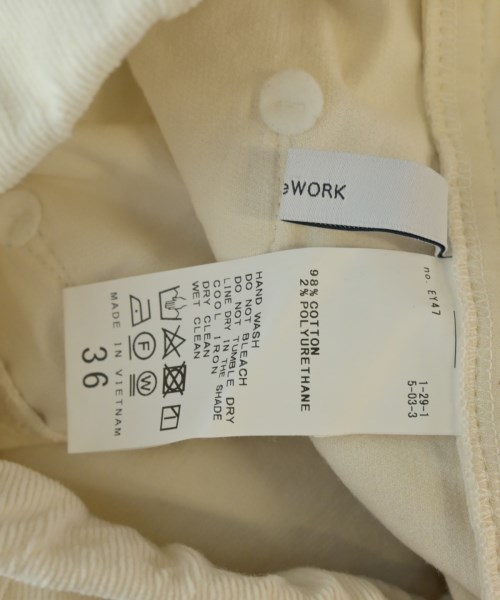 eWORK
no EY47
1-29-1
5-03-3
98% COTTON
2% POLYURETHANE
HAND WASH
DO NOT BLEACH
DO NOT TUMBLE DRY
LINE DRY IN THE SHADE
COOL IRON
DRY CLEAN
WET CLEAN
F
W
MADE IN VIETNAM
36